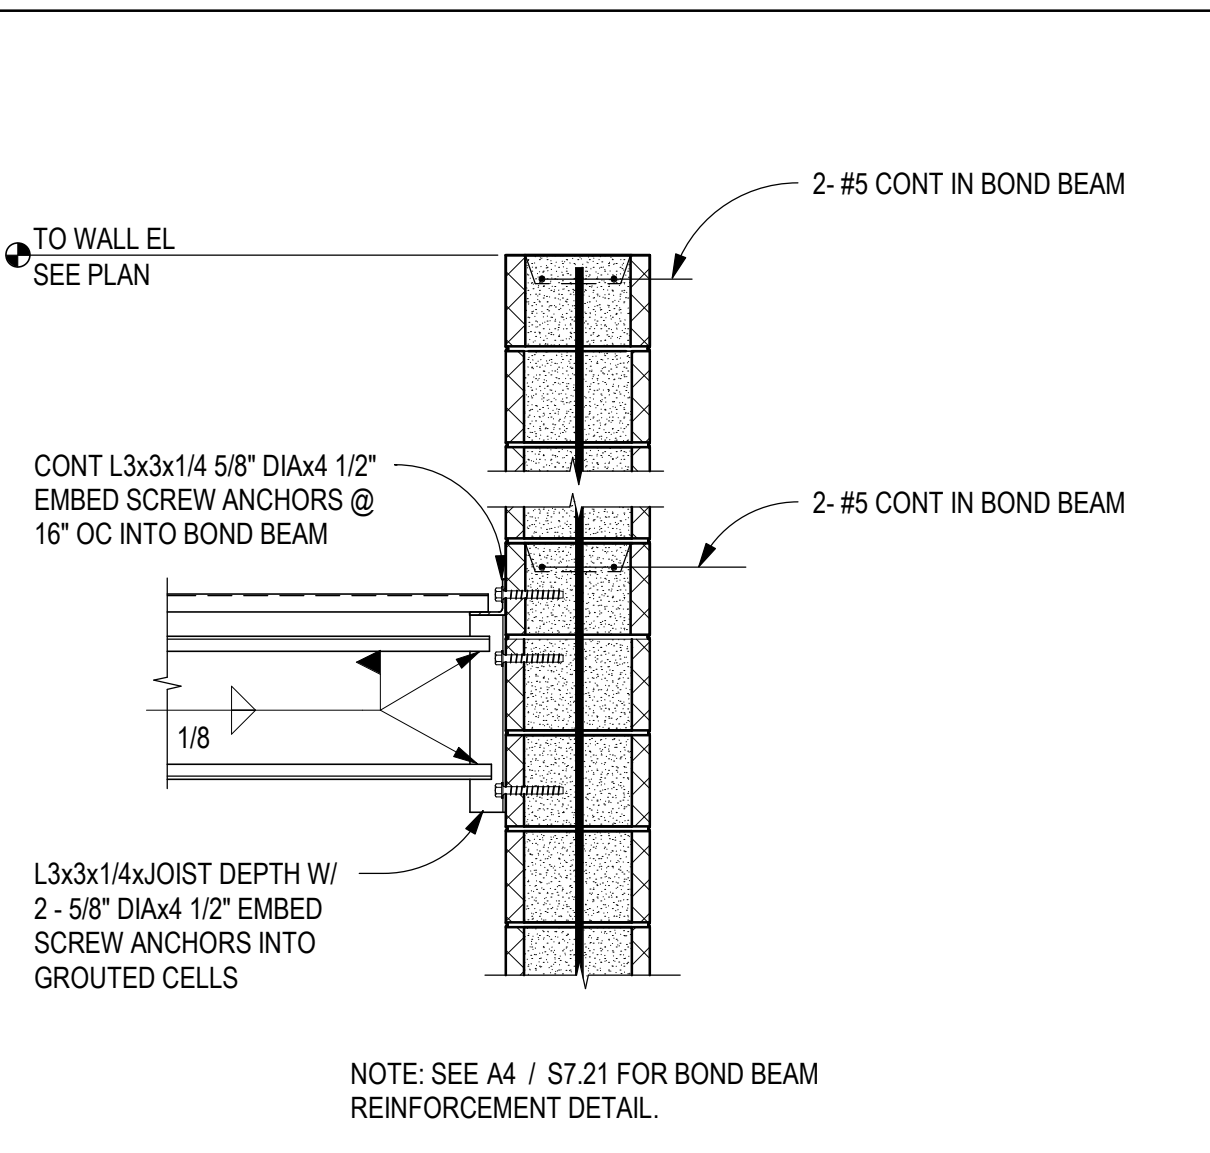 2- #5 CONT IN BOND BEAM
TO WALL EL
SEE PLAN
CONT L3x3x1/4 5/8" DIAx4 1/2"
EMBED SCREW ANCHORS @
16" OC INTO BOND BEAM
2- #5 CONT IN BOND BEAM
1/8
L3x3x1/4xJOIST DEPTH W/
2 - 5/8" DIAx4 1/2" EMBED
SCREW ANCHORS INTO
GROUTED CELLS
NOTE: SEE A4 / S7.21 FOR BOND BEAM
REINFORCEMENT DETAIL.